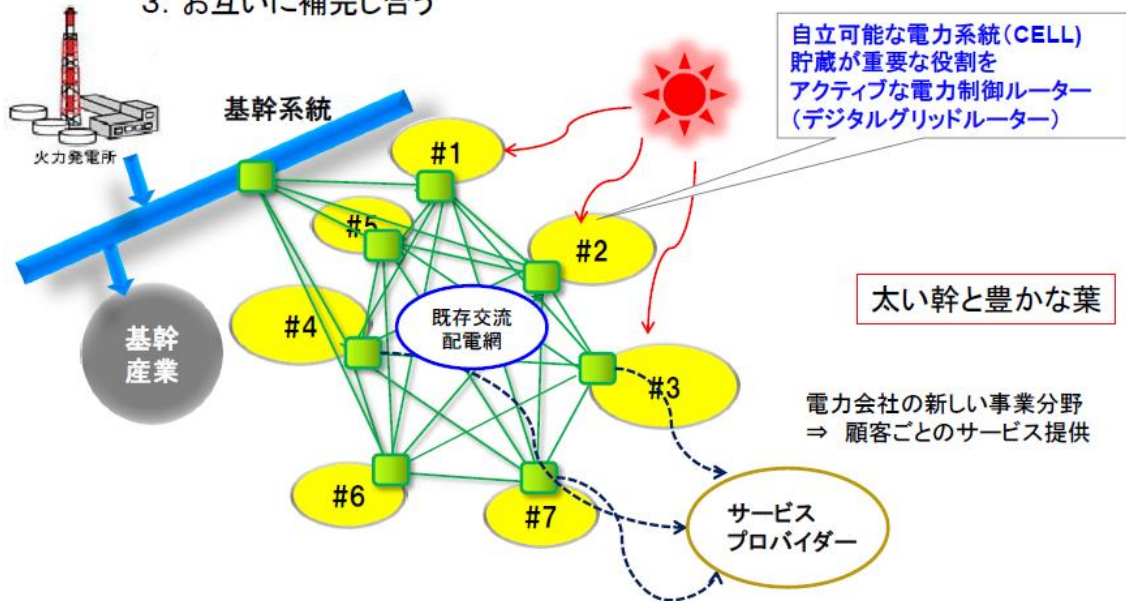 3. お互いに補完し合う
火力発電所
基幹系統
自立可能な電力系統(CELL)
貯蔵が重要な役割を
アクティブな電力制御ルーター
(デジタルグリッドルーター)
#1
#5
#2
太い幹と豊かな葉
#4
既存交流
配電網
基幹
産業
#3
電力会社の新しい事業分野
⇒ 顧客ごとのサービス提供
#6
#7
サービス
プロバイダー